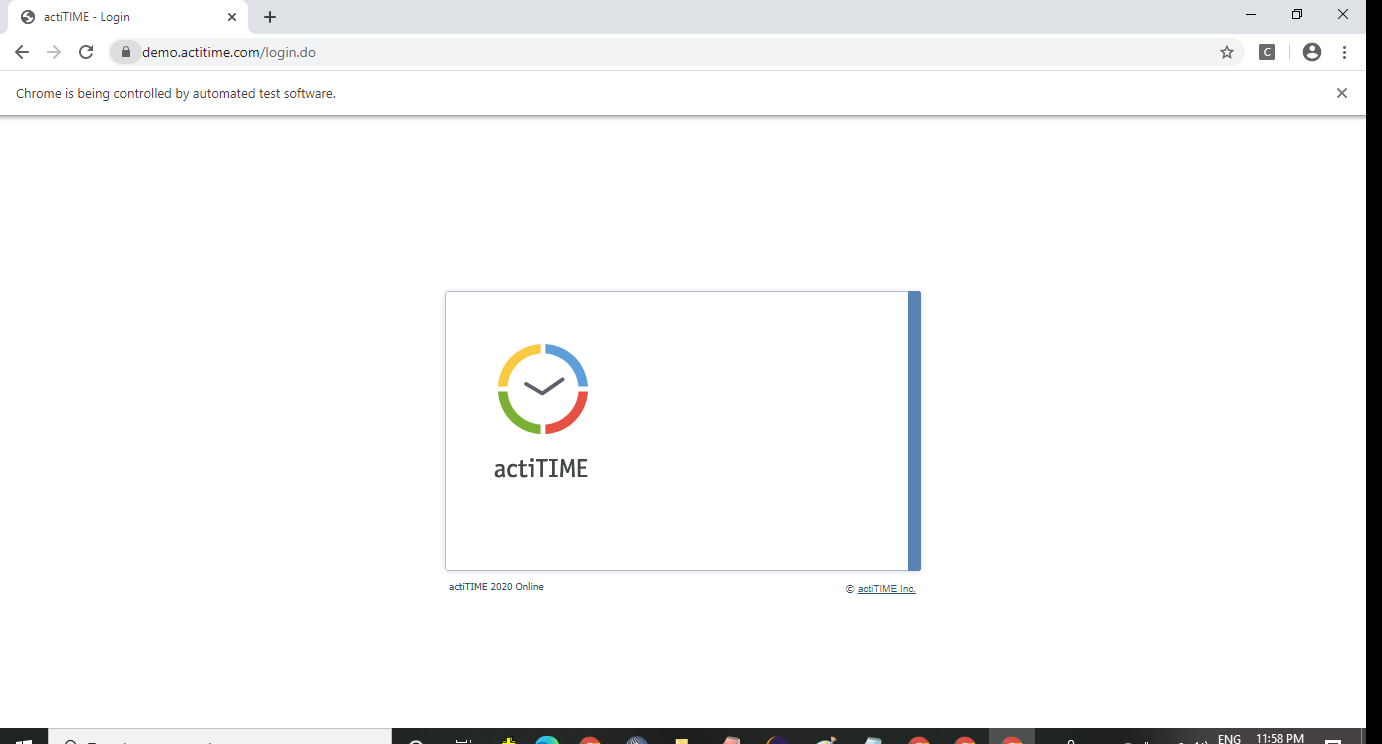 actiTIME - Login
demo.actitime.com/login.do
C
Chrome is being controlled by automated test software.
actiTIME
actiTIME 2020 Online
© actiTIME Inc.
ENG
11:58 PM